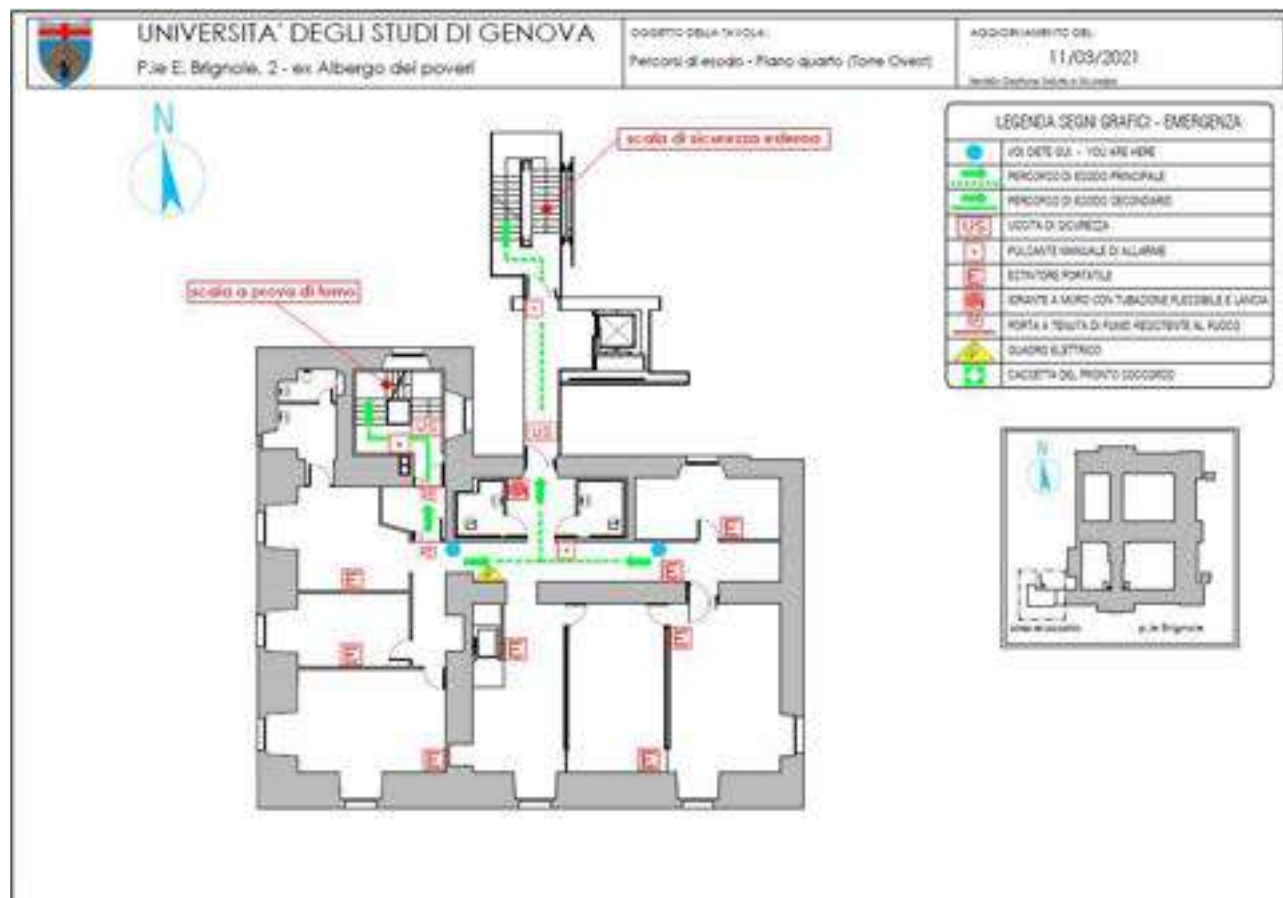 UNIVERSITA' DEGLI STUDI DI GENOVA
P.le E. Brignole, 2 - ex Albergo dei poveri
OGGETTO DELLA TAVOLA:
Percorsi di esodo - Piano quarto (Torre Ovest)
AGGIORNAMENTO DEL:
11/03/2021
N
scala di sicurezza esterna
scala a prova di fumo
LEGENDA SEGNI GRAFICI - EMERGENZA
VOI SIETE QUI - YOU ARE HERE
PERCORSO DI ESODO PRINCIPALE
PERCORSO DI ESODO SECONDARIO
US
USCITA DI SICUREZZA
PULSANTE MANUALE DI ALLARME
E
ESTINTORE PORTATILE
IDRANTE A MURO CON TUBAZIONE FLESSIBILE E LANCIA
PORTA A TENUTA DI FUMO RESISTENTE AL FUOCO
QUADRO ELETTRICO
CASSETTA DEL PRONTO SOCCORSO
US
US
E
E
E
E
E
E
E
E
N
p.le Brignole